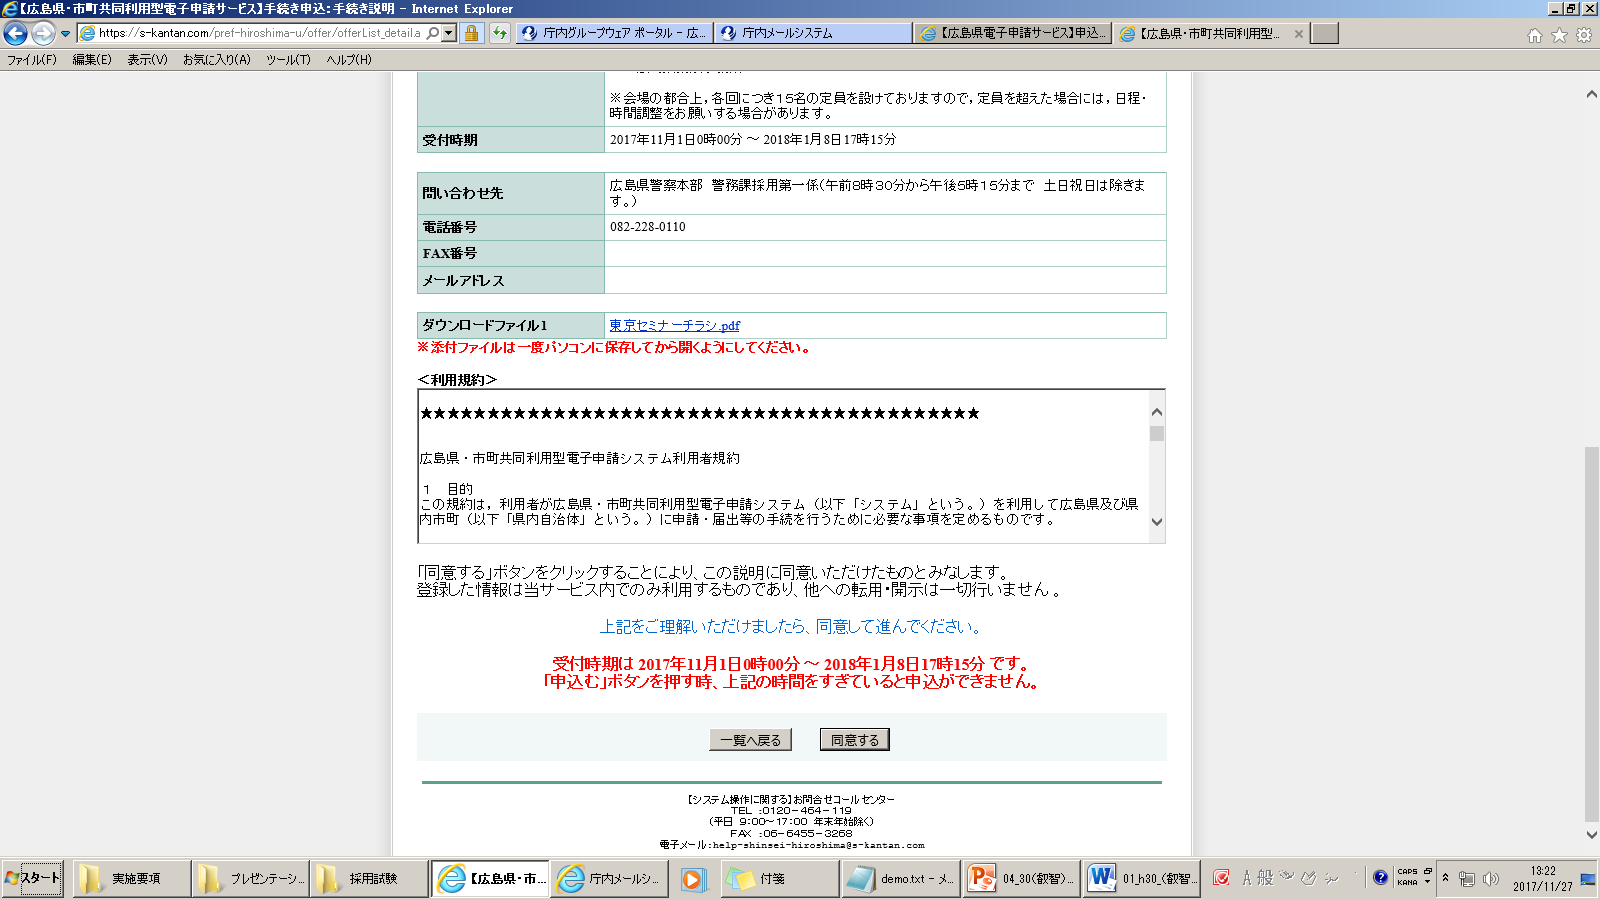 【広島県・市町共同利用型電子申請サービス】手続き申込：手続き説明 - Internet Explorer
https://s-kantan.com/pref-hiroshima-u/offer/offerList_detail.a
庁内グループウェア ポータル - 広...
庁内メールシステム
【広島県電子申請サービス】申込...
【広島県・市町共同利用型...
ファイル(F) 編集(E) 表示(V) お気に入り(A) ツール(T) ヘルプ(H)
※会場の都合上，各回につき１５名の定員を設けておりますので，定員を超えた場合には，日程・
時間調整をお願いする場合があります。
受付時期
2017年11月1日0時00分 ～ 2018年1月8日17時15分
問い合わせ先
広島県警察本部　警務課採用第一係（午前８時３０分から午後５時１５分まで　土日祝日は除きま
す。）
電話番号
082-228-0110
FAX番号
メールアドレス
ダウンロードファイル1
東京セミナーチラシ.pdf
※添付ファイルは一度パソコンに保存してから開くようにしてください。
＜利用規約＞
★★★★★★★★★★★★★★★★★★★★★★★★★★★★★★★★★★★★★★★★★★
広島県・市町共同利用型電子申請システム利用者規約
１　目的
この規約は，利用者が広島県・市町共同利用型電子申請システム（以下「システム」という。）を利用して広島県及び県
内市町（以下「県内自治体」という。）に申請・届出等の手続を行うために必要な事項を定めるものです。
「同意する」ボタンをクリックすることにより、この説明に同意いただけたものとみなします。
登録した情報は当サービス内でのみ利用するものであり、他への転用・開示は一切行いません 。
上記をご理解いただけましたら、同意して進んでください。
受付時期は 2017年11月1日0時00分 ～ 2018年1月8日17時15分 です。
「申込む」ボタンを押す時、上記の時間をすぎていると申込ができません。
一覧へ戻る
同意する
【システム操作に関する】お問合せコールセンター
TEL ：0120-464-119
（平日 9：00～17：00 年末年始除く）
FAX ：06-6455-3268
電子メール：help-shinsei-hiroshima@s-kantan.com
スタート
実施要項
プレゼンテーシ...
採用試験
【広島県・市...
庁内メールシ...
付箋
demo.txt - メ...
04_30(叡智)...
01_h30_(叡智...
A 般
CAPS
KANA
13:22
2017/11/27